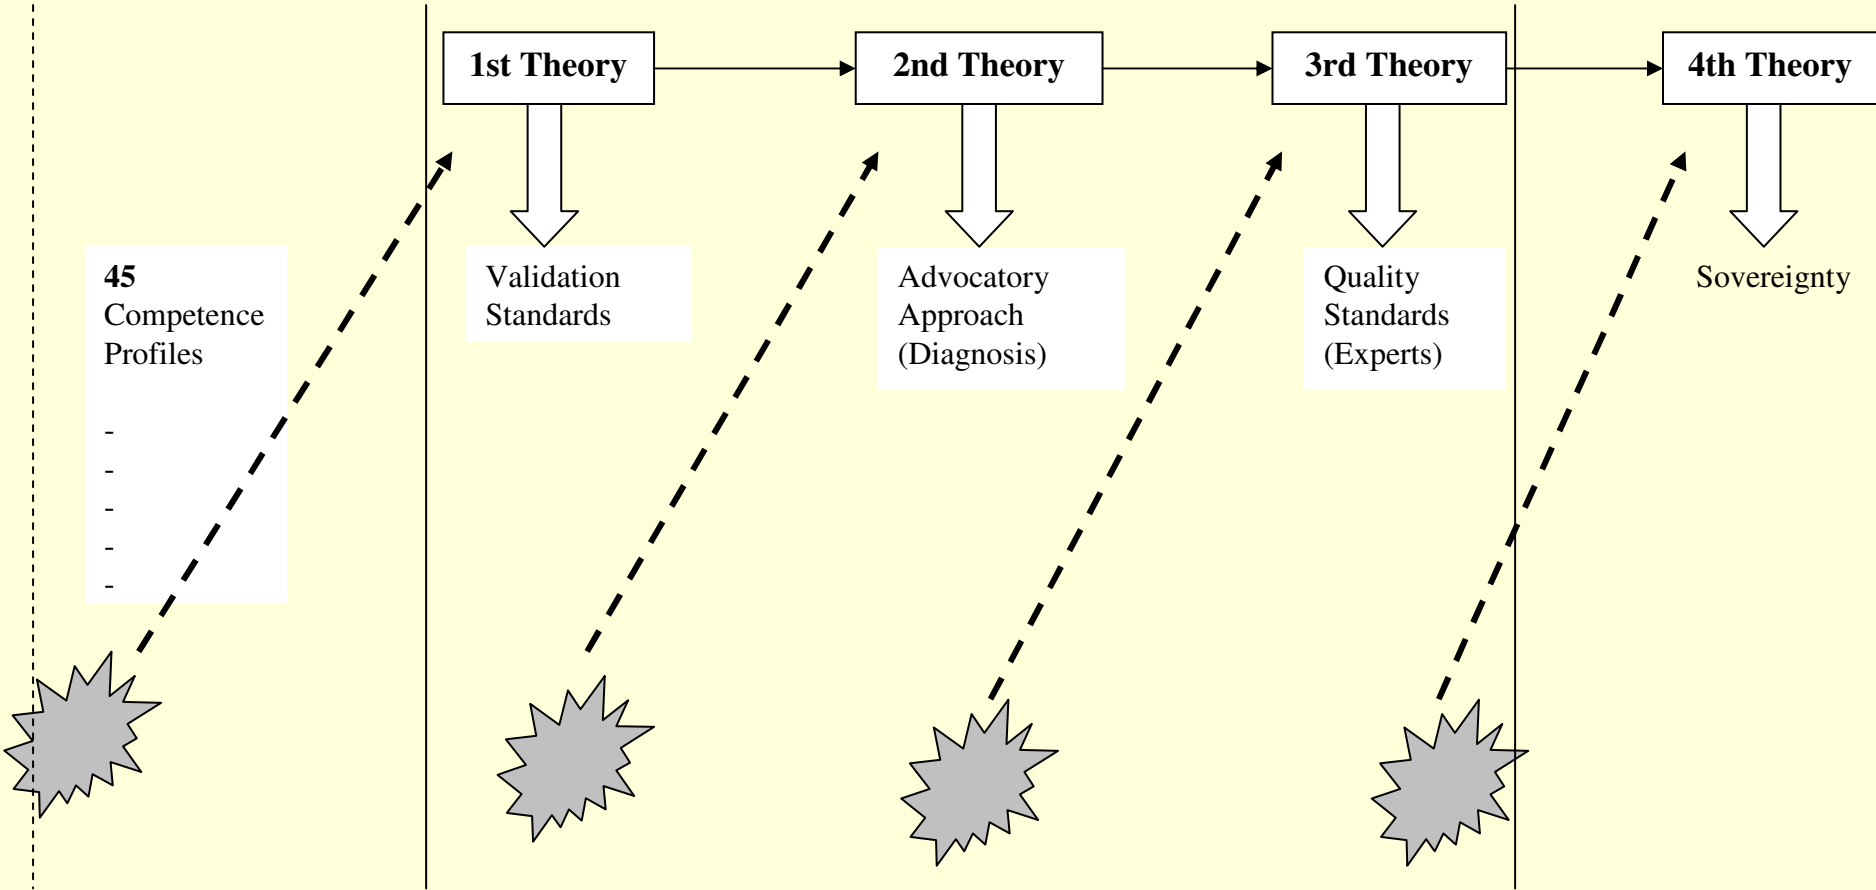 1st Theory
2nd Theory
3rd Theory
4th Theory
45
Competence
Profiles
-
-
-
-
-
Validation
Standards
Advocatory
Approach
(Diagnosis)
Quality
Standards
(Experts)
Sovereignty